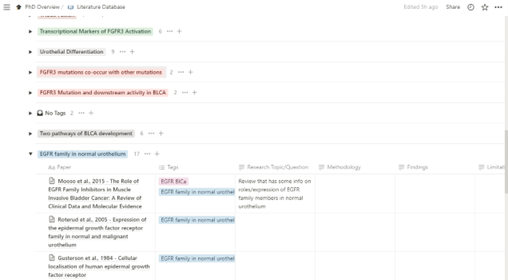 PhD Overview / Literature Database
Edited 5h ago Share
Transcriptional Markers of FGFR3 Activation 6
Urothelial Differentiation 9
FGFR3 mutations co-occur with other mutations 2
FGFR3 Mutation and downstream activity in BLCA 2
No Tags 2
Two pathways of BLCA development 6
EGFR family in normal urothelium 17
Aa Paper Tags Research Topic/Question Methodology Findings Limitat
Mooso et al., 2015 - The Role of
EGFR Family Inhibitors in Muscle
Invasive Bladder Cancer: A Review of
Clinical Data and Molecular Evidence
EGFR BlCa
EGFR family in normal urothel
Review that has some info on
roles/expression of EGFR
family members in normal
urothelium
Rotterud et al., 2005 - Expression of
the epidermal growth factor receptor
family in normal and malignant
urothelium
EGFR family in normal urothel
Gusterson et al., 1984 - Cellular
localisation of human epidermal growth
factor receptor
EGFR family in normal urothel